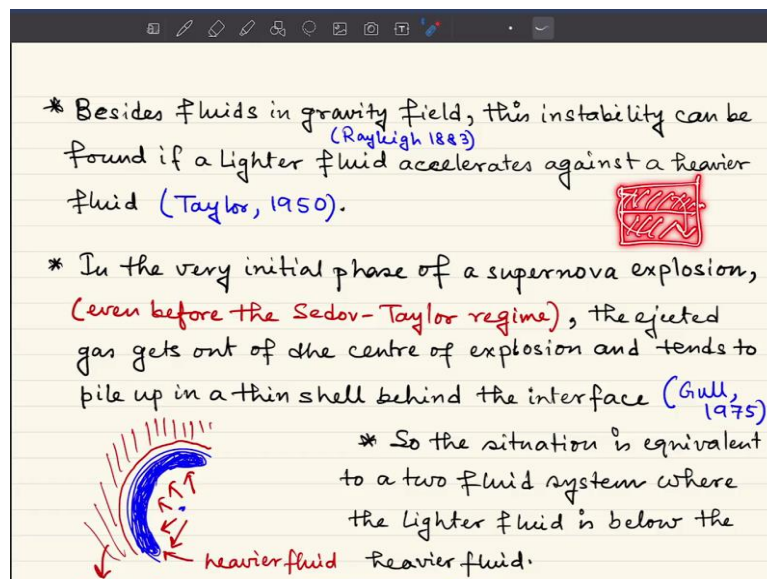 * Besides fluids in gravity field, this instability can be
(Rayleigh 1883)
found if a lighter fluid accelerates against a heavier
fluid (Taylor, 1950).
* In the very initial phase of a supernova explosion,
(even before the Sedov-Taylor regime), the ejected
gas gets out of the centre of explosion and tends to
pile up in a thin shell behind the interface (Gull,
1975)
* So the situation is equivalent
to a two fluid system where
the lighter fluid is below the
heavier fluid.
heavier fluid